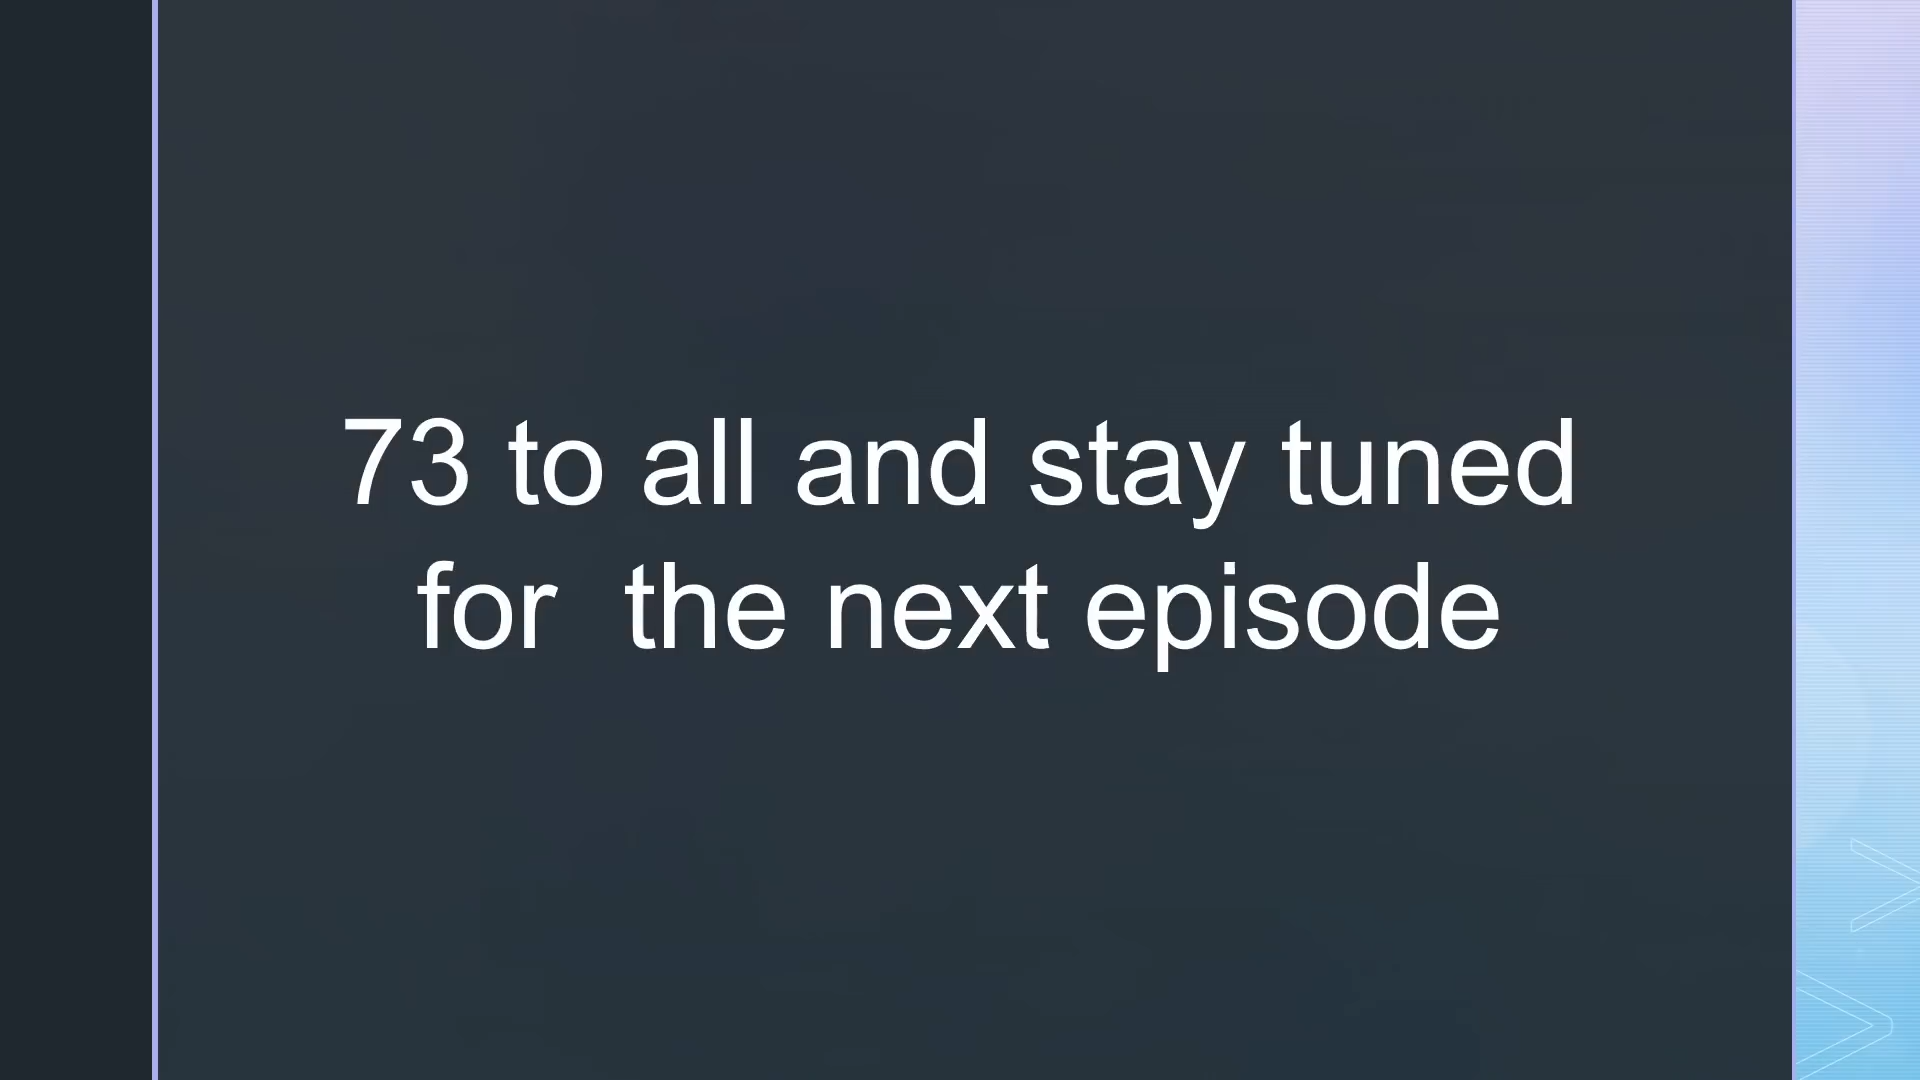 73 to all and stay tuned
for  the next episode